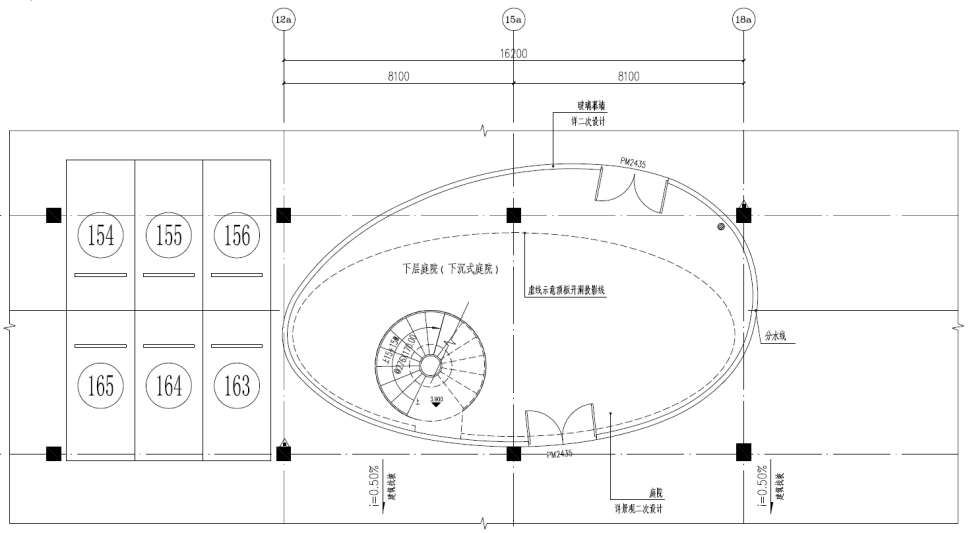 12a
15a
18a
16200
8100
8100
玻璃幕墙
详二次设计
PM2435
154
155
156
下层庭院（下沉式庭院）
虚线示意顶板开洞投影线
分水线
165
164
163
上
3.900
PM2435
i=0.50%
建筑找坡
i=0.50%
建筑找坡
庭院
详景观二次设计